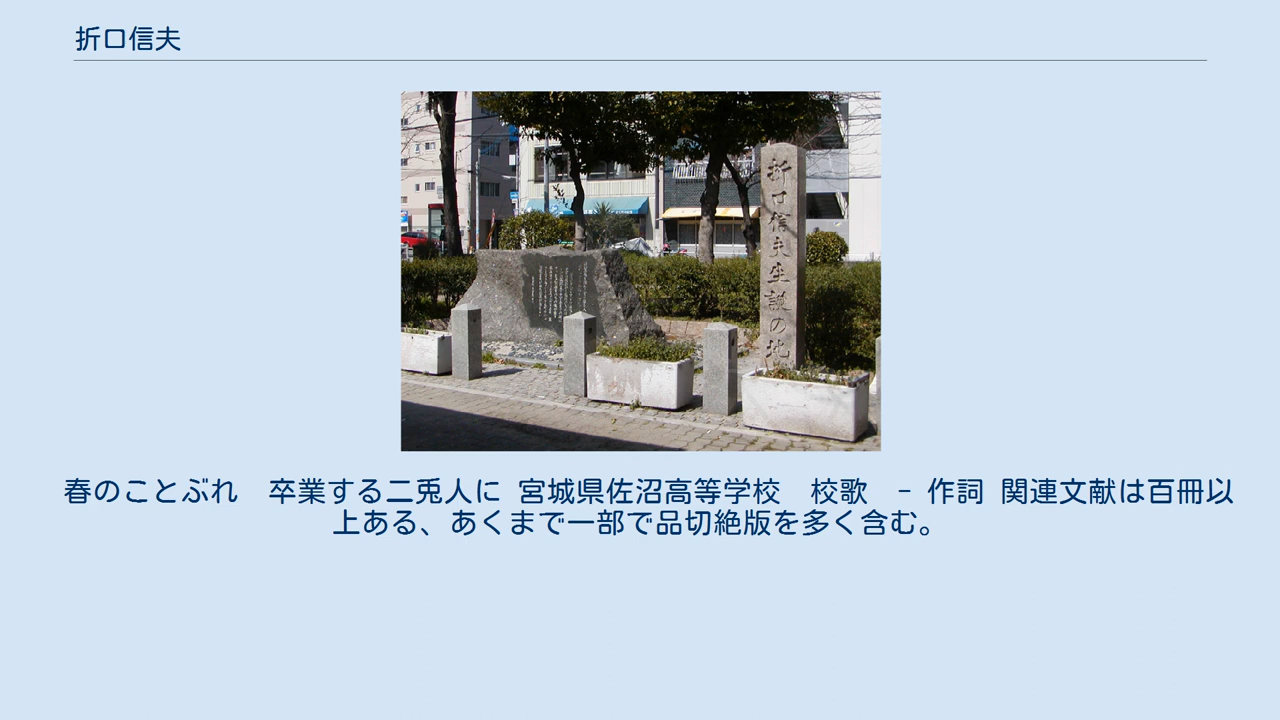 折口信夫
折口信夫生誕の地
春のことぶれ　卒業する二兎人に 宮城県佐沼高等学校　校歌　- 作詞 関連文献は百冊以
上ある、あくまで一部で品切絶版を多く含む。